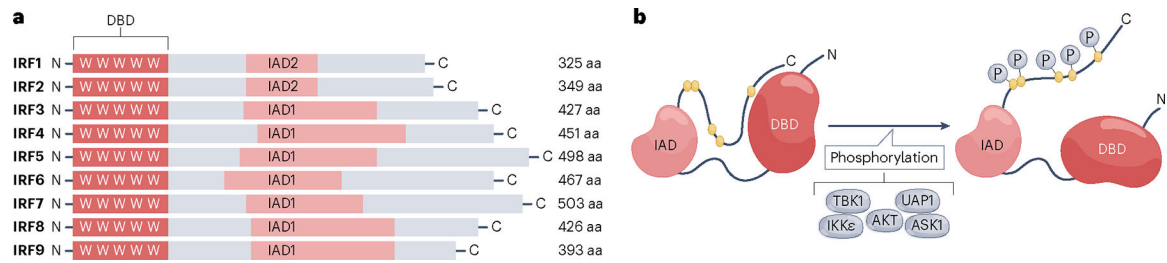 a
DBD
IRF1 N W W W W W IAD2 C 325 aa
IRF2 N W W W W W IAD2 C 349 aa
IRF3 N W W W W W IAD1 C 427 aa
IRF4 N W W W W W IAD1 C 451 aa
IRF5 N W W W W W IAD1 C 498 aa
IRF6 N W W W W W IAD1 C 467 aa
IRF7 N W W W W W IAD1 C 503 aa
IRF8 N W W W W W IAD1 C 426 aa
IRF9 N W W W W W IAD1 C 393 aa
b
N
C
IAD
DBD
Phosphorylation
TBK1 UAP1
IKKε AKT ASK1
C
P P P P P
N
IAD
DBD